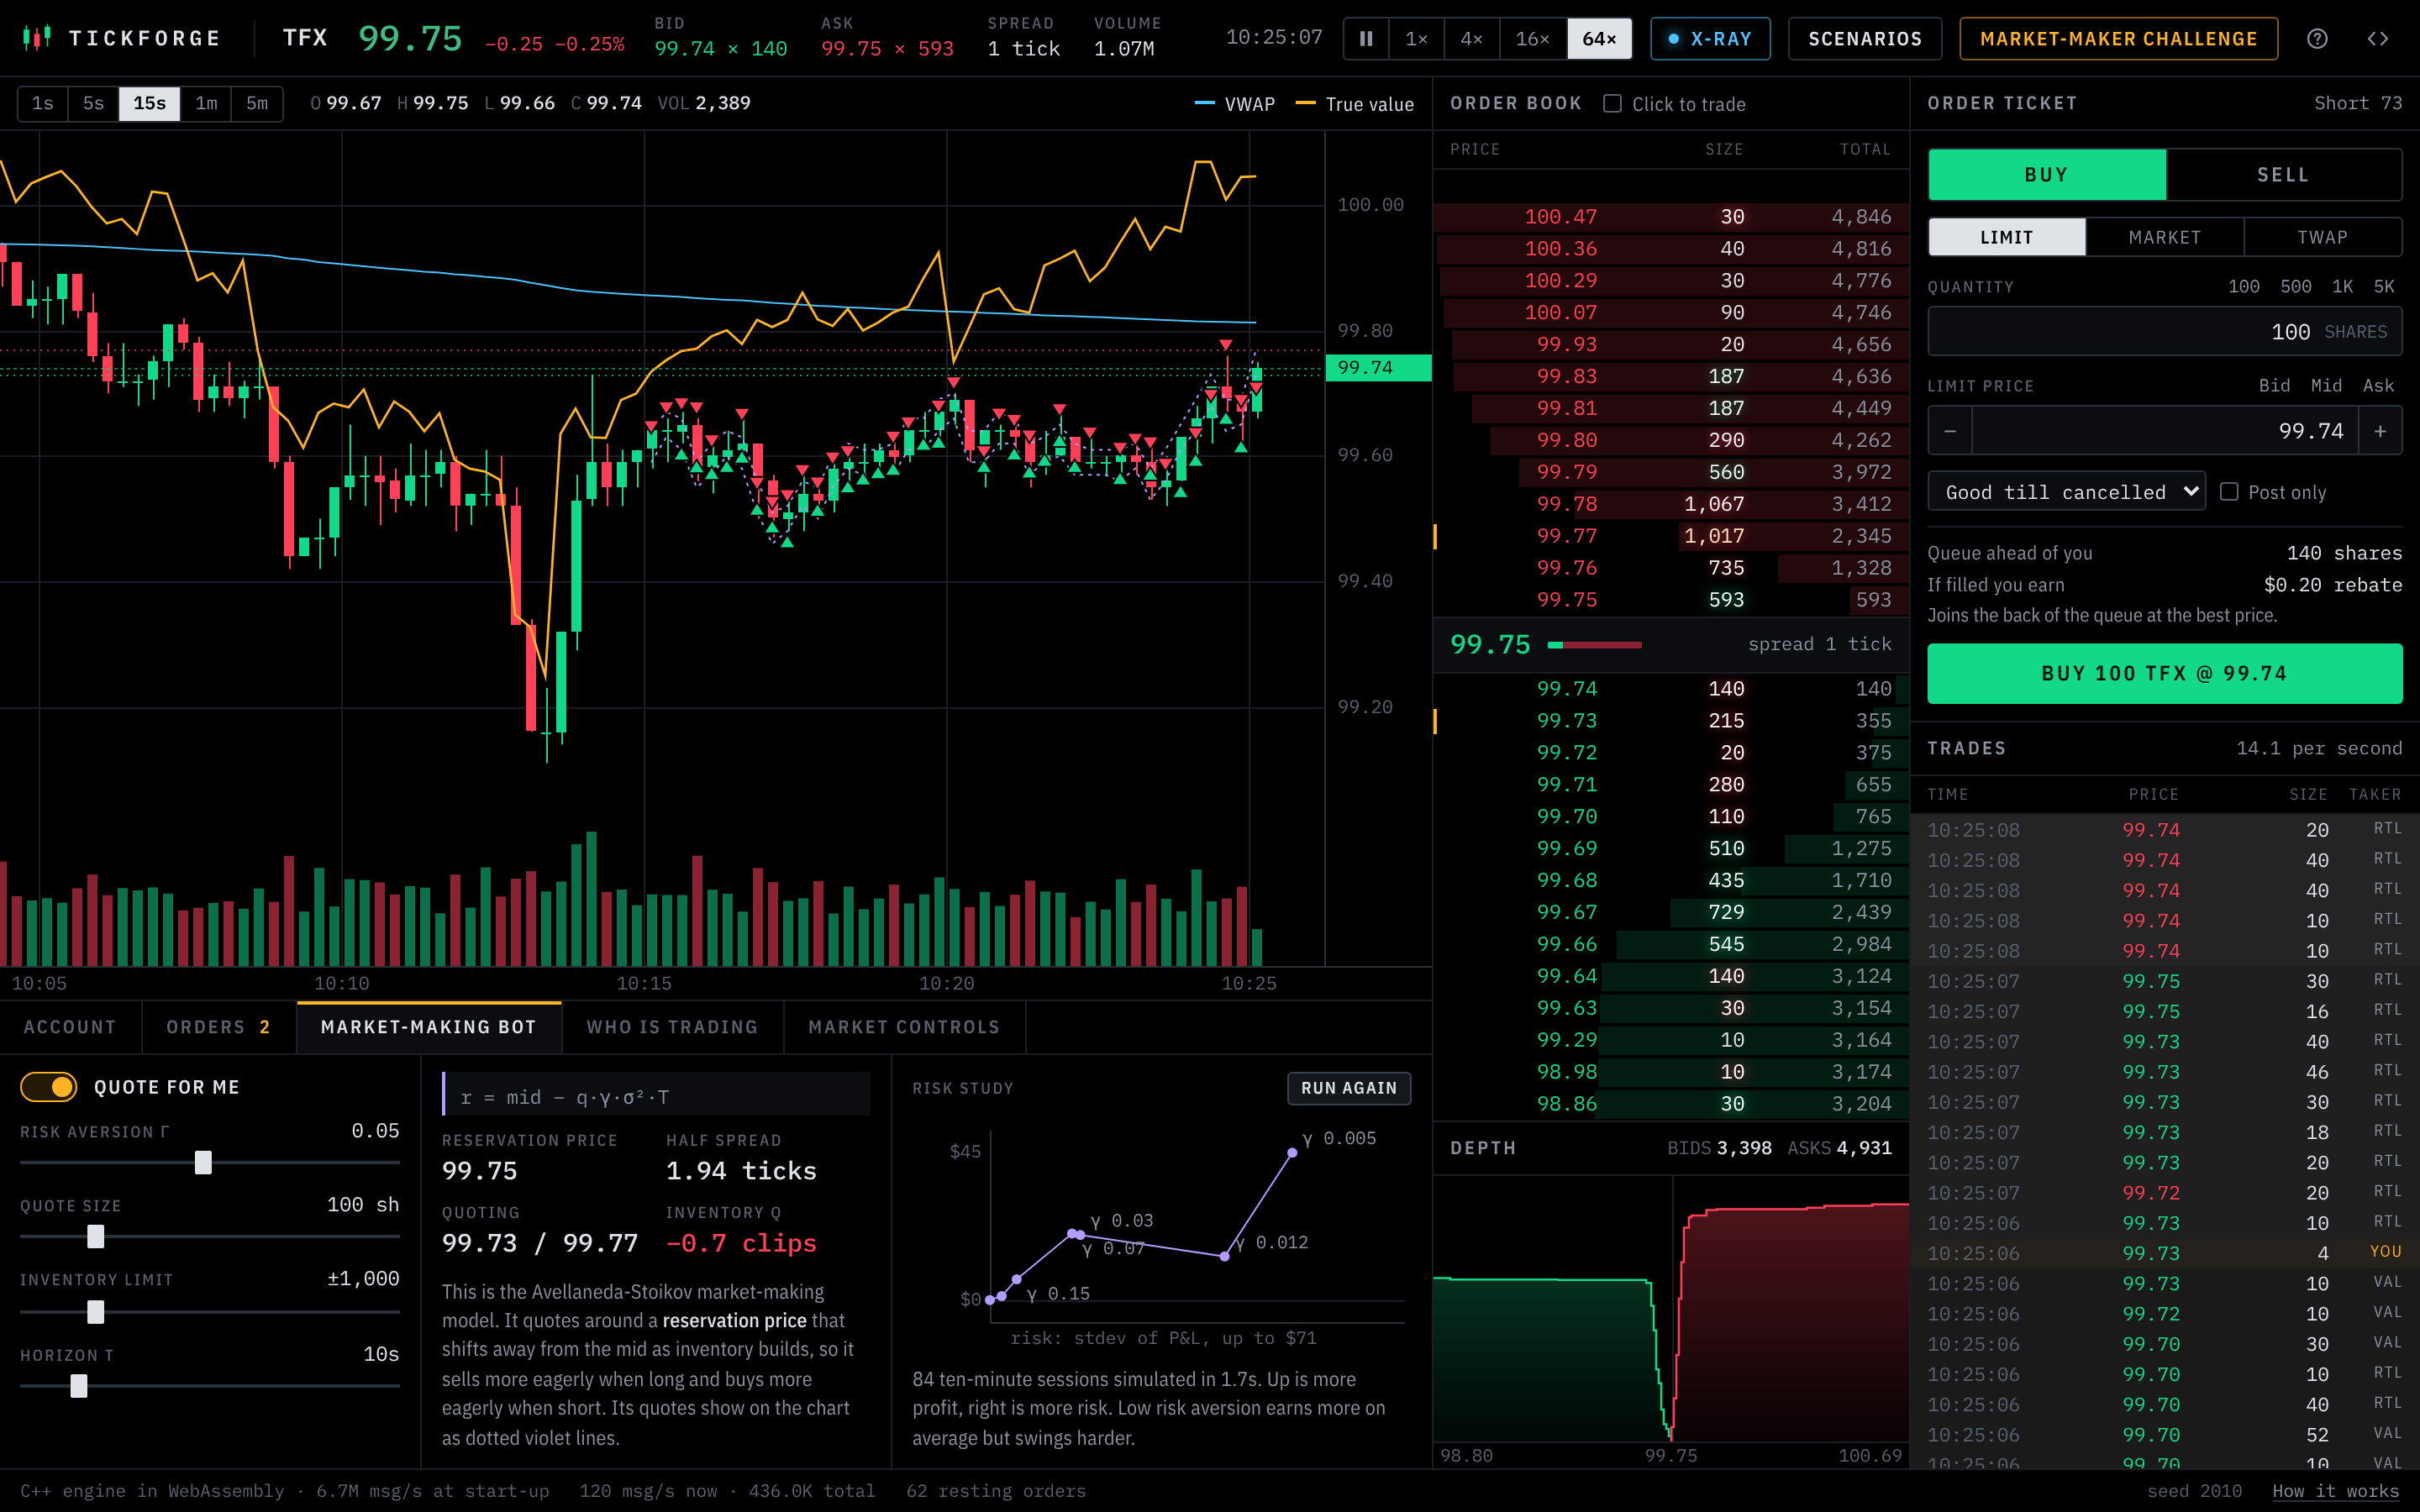 TICKFORGE
TFX 99.75 −0.25 −0.25%
BID 99.74 × 140
ASK 99.75 × 593
SPREAD 1 tick
VOLUME 1.07M
10:25:07
1× 4× 16× 64×
X-RAY
SCENARIOS
MARKET-MAKER CHALLENGE
1s 5s 15s 1m 5m
O 99.67 H 99.75 L 99.66 C 99.74 VOL 2,389
VWAP True value
100.00
99.80
99.74
99.60
99.40
99.20
10:05 10:10 10:15 10:20 10:25
ACCOUNT
ORDERS 2
MARKET-MAKING BOT
WHO IS TRADING
MARKET CONTROLS
QUOTE FOR ME
RISK AVERSION Γ 0.05
QUOTE SIZE 100 sh
INVENTORY LIMIT ±1,000
HORIZON T 10s
r = mid − q·γ·σ²·T
RESERVATION PRICE HALF SPREAD
99.75 1.94 ticks
QUOTING INVENTORY Q
99.73 / 99.77 −0.7 clips
This is the Avellaneda-Stoikov market-making
model. It quotes around a reservation price that
shifts away from the mid as inventory builds, so it
sells more eagerly when long and buys more
eagerly when short. Its quotes show on the chart
as dotted violet lines.
RISK STUDY RUN AGAIN
$45
γ 0.005
γ 0.03
γ 0.07
γ 0.012
$0
γ 0.15
risk: stdev of P&L, up to $71
84 ten-minute sessions simulated in 1.7s. Up is more
profit, right is more risk. Low risk aversion earns more on
average but swings harder.
ORDER BOOK Click to trade
PRICE SIZE TOTAL
100.47 30 4,846
100.36 40 4,816
100.29 30 4,776
100.07 90 4,746
99.93 20 4,656
99.83 187 4,636
99.81 187 4,449
99.80 290 4,262
99.79 560 3,972
99.78 1,067 3,412
99.77 1,017 2,345
99.76 735 1,328
99.75 593 593
99.75 spread 1 tick
99.74 140 140
99.73 215 355
99.72 20 375
99.71 280 655
99.70 110 765
99.69 510 1,275
99.68 435 1,710
99.67 729 2,439
99.66 545 2,984
99.64 140 3,124
99.63 30 3,154
99.29 10 3,164
98.98 10 3,174
98.86 30 3,204
DEPTH BIDS 3,398 ASKS 4,931
98.80 99.75 100.69
ORDER TICKET Short 73
BUY SELL
LIMIT MARKET TWAP
QUANTITY 100 500 1K 5K
100 SHARES
LIMIT PRICE Bid Mid Ask
− 99.74 +
Good till cancelled Post only
Queue ahead of you 140 shares
If filled you earn $0.20 rebate
Joins the back of the queue at the best price.
BUY 100 TFX @ 99.74
TRADES 14.1 per second
TIME PRICE SIZE TAKER
10:25:08 99.74 20 RTL
10:25:08 99.74 40 RTL
10:25:08 99.74 40 RTL
10:25:08 99.74 10 RTL
10:25:08 99.74 10 RTL
10:25:07 99.75 30 RTL
10:25:07 99.75 16 RTL
10:25:07 99.73 40 RTL
10:25:07 99.73 46 RTL
10:25:07 99.73 30 RTL
10:25:07 99.73 18 RTL
10:25:07 99.73 20 RTL
10:25:07 99.72 20 RTL
10:25:06 99.73 10 RTL
10:25:06 99.73 4 YOU
10:25:06 99.73 10 VAL
10:25:06 99.72 10 VAL
10:25:06 99.70 30 VAL
10:25:06 99.70 10 RTL
10:25:06 99.70 40 RTL
10:25:06 99.70 52 VAL
10:25:06 99.70 10 VAL
C++ engine in WebAssembly · 6.7M msg/s at start-up 120 msg/s now · 436.0K total 62 resting orders
seed 2010 How it works